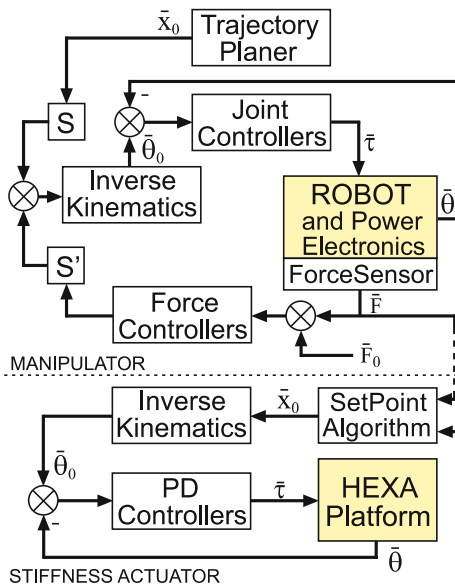 x̄₀
Trajectory
Planer
-
S
Joint
Controllers
θ̄₀
τ̄
Inverse
Kinematics
ROBOT
and Power
Electronics
θ̄
S'
ForceSensor
Force
Controllers
F̄
F̄₀
MANIPULATOR
Inverse
Kinematics
x̄₀
SetPoint
Algorithm
θ̄₀
PD
Controllers
τ̄
HEXA
Platform
-
θ̄
STIFFNESS ACTUATOR